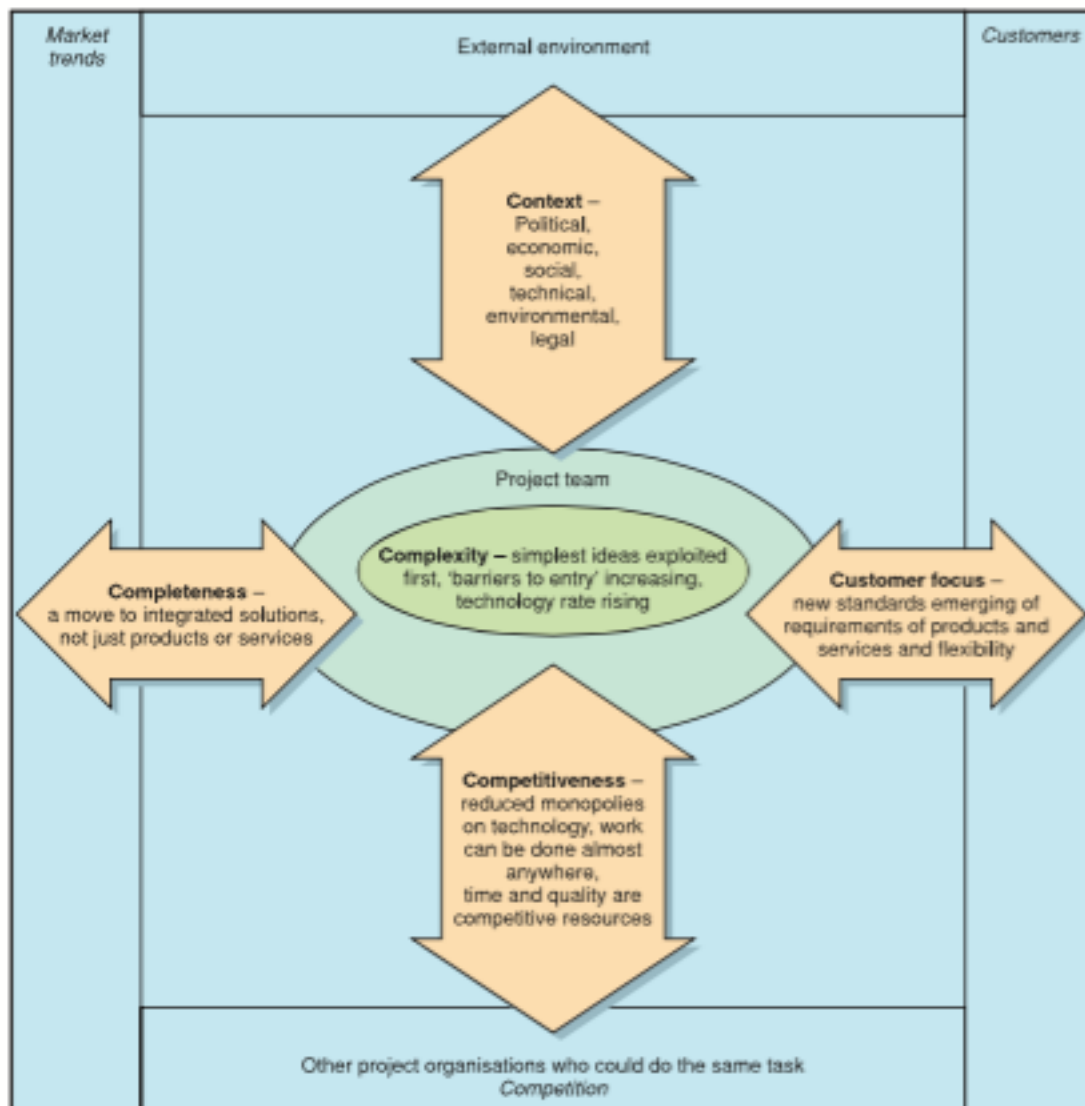 Market
trends
External environment
Customers
Context –
Political,
economic,
social,
technical,
environmental,
legal
Project team
Complexity – simplest ideas exploited
first, ‘barriers to entry’ increasing,
technology rate rising
Completeness –
a move to integrated solutions,
not just products or services
Customer focus –
new standards emerging of
requirements of products and
services and flexibility
Competitiveness –
reduced monopolies
on technology, work
can be done almost
anywhere,
time and quality are
competitive resources
Other project organisations who could do the same task
Competition